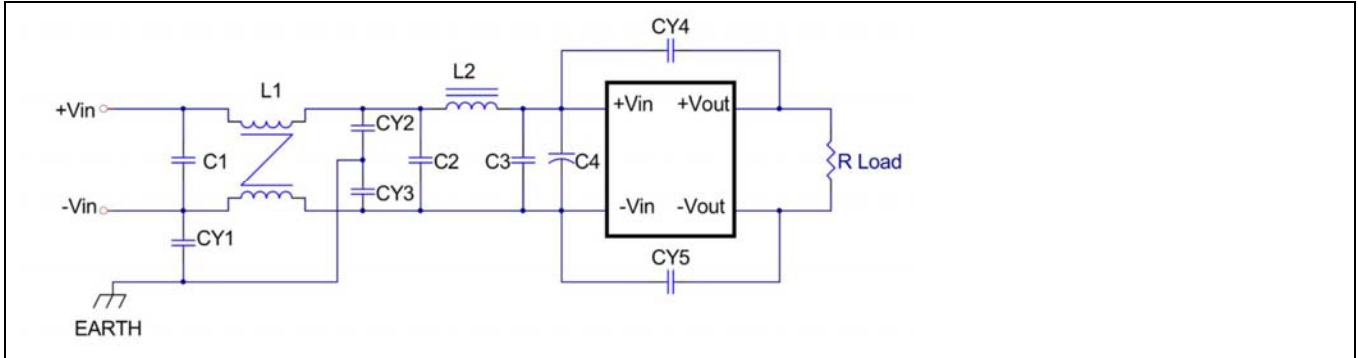 CY4
L1
L2
+Vin
+Vin
+Vout
CY2
C1
C2
C3
C4
R Load
CY3
-Vin
-Vin
-Vout
CY1
CY5
EARTH